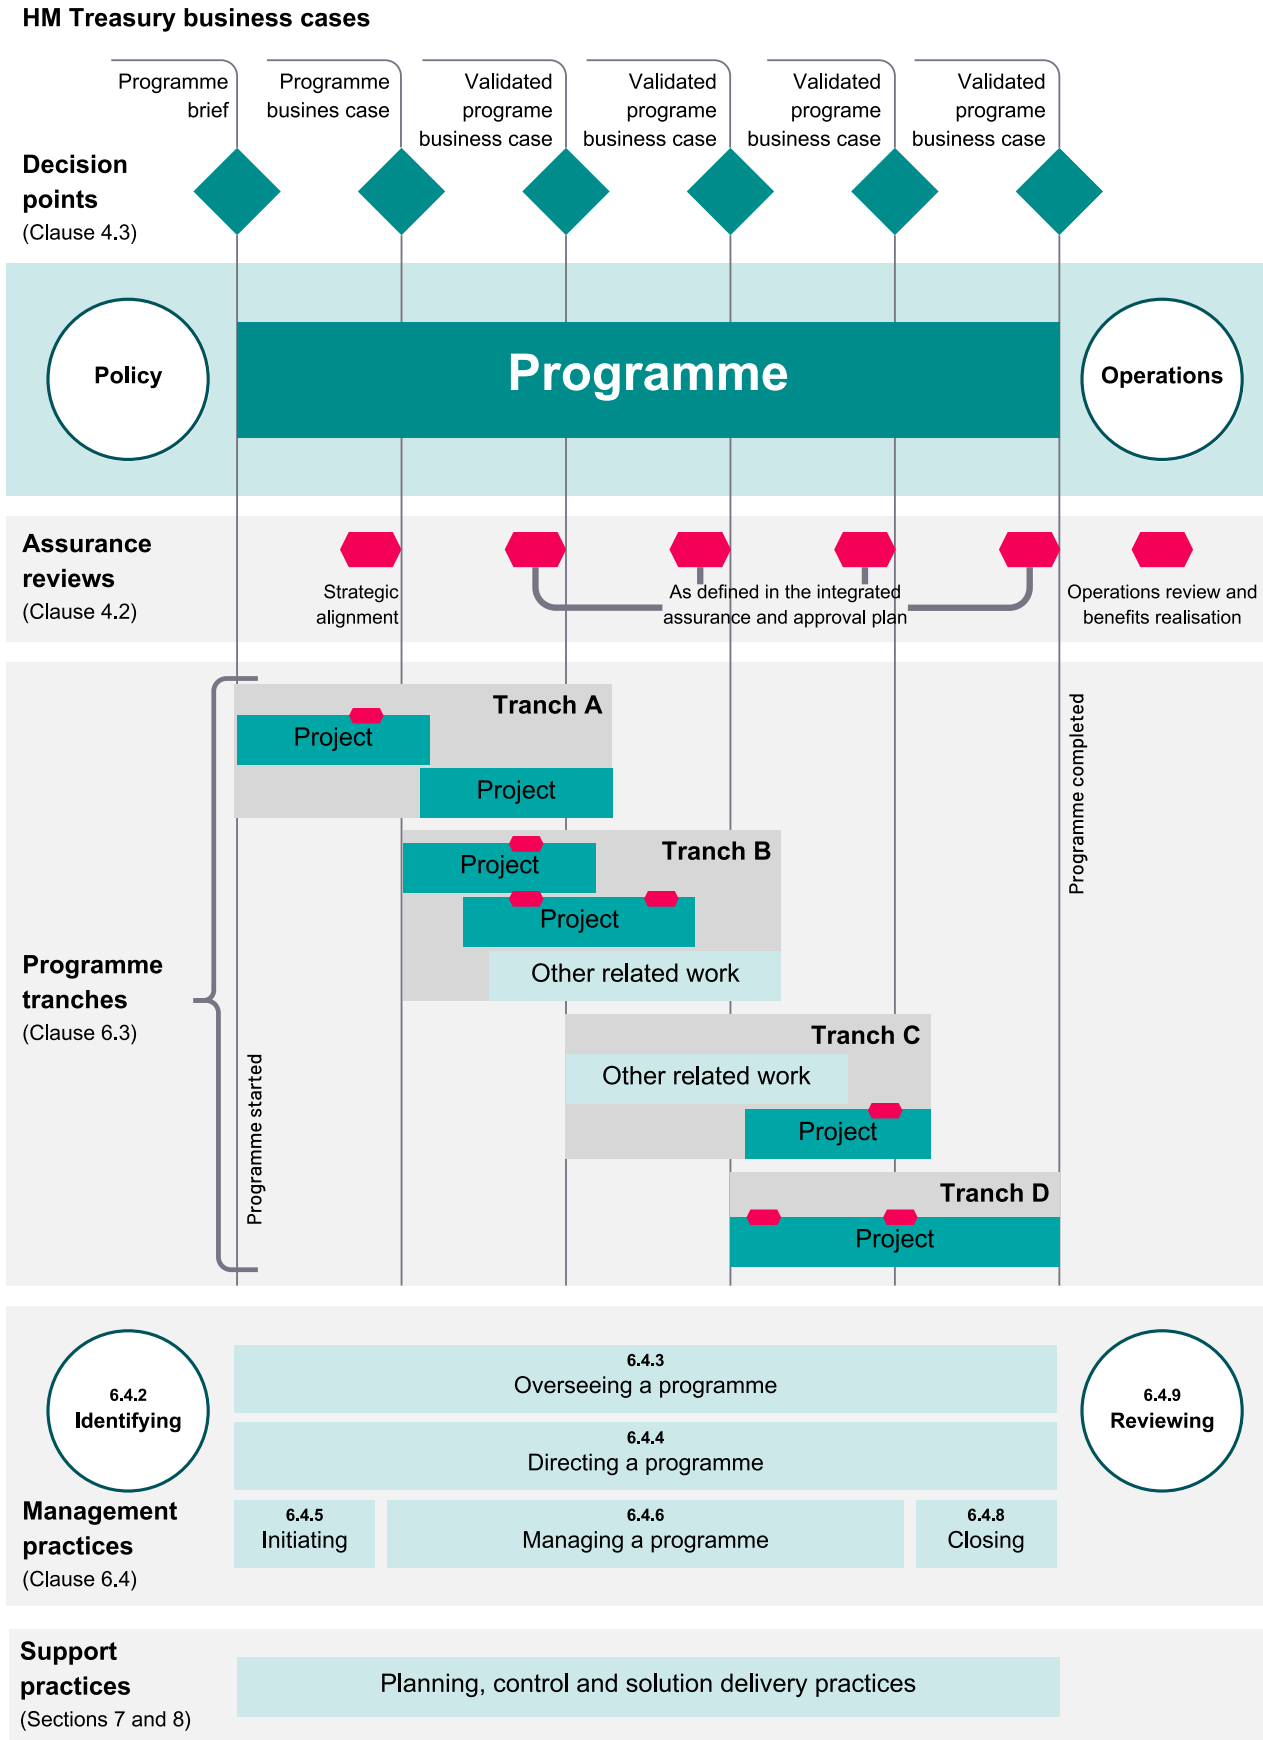 HM Treasury business cases
Programme
brief
Programme
busines case
Validated
programe
business case
Validated
programe
business case
Validated
programe
business case
Validated
programe
business case
Decision
points
(Clause 4.3)
Policy
Programme
Operations
Assurance
reviews
(Clause 4.2)
Strategic
alignment
As defined in the integrated
assurance and approval plan
Operations review and
benefits realisation
Programme
tranches
(Clause 6.3)
Programme started
Tranch A
Project
Project
Tranch B
Project
Project
Other related work
Tranch C
Other related work
Project
Tranch D
Project
Programme completed
6.4.2
Identifying
6.4.3
Overseeing a programme
6.4.4
Directing a programme
6.4.9
Reviewing
Management
practices
(Clause 6.4)
6.4.5
Initiating
6.4.6
Managing a programme
6.4.8
Closing
Support
practices
(Sections 7 and 8)
Planning, control and solution delivery practices